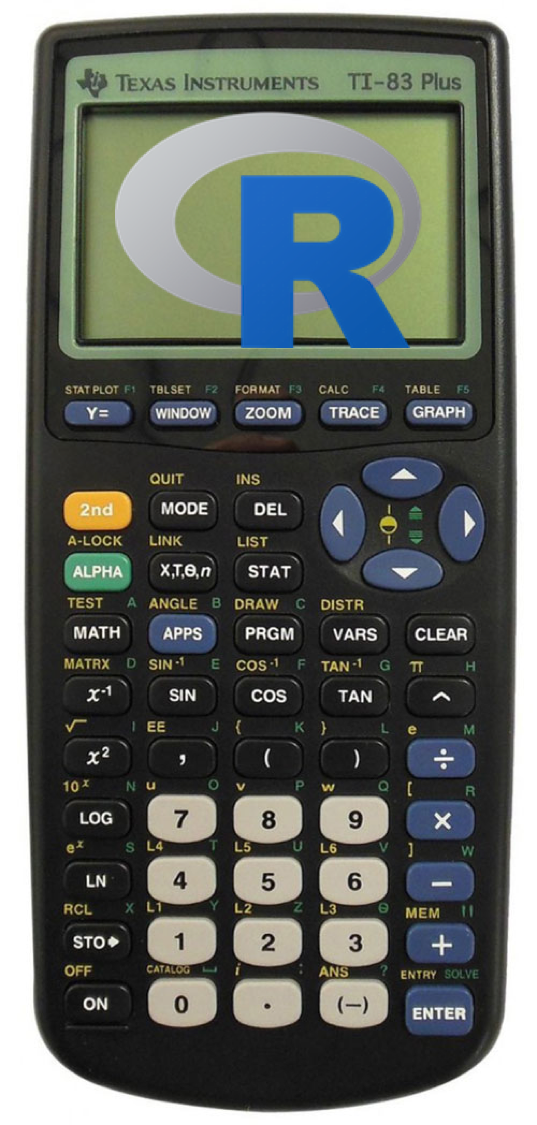 TEXAS INSTRUMENTS TI-83 Plus
R
STAT PLOT F1 TBLSET F2 FORMAT F3 CALC F4 TABLE F5
Y= WINDOW ZOOM TRACE GRAPH
QUIT INS
2nd MODE DEL
A-LOCK LINK LIST
ALPHA X,T,Θ,n STAT
TEST A ANGLE B DRAW C DISTR
MATH APPS PRGM VARS CLEAR
MATRX D SIN⁻¹ E COS⁻¹ F TAN⁻¹ G π H
x⁻¹ SIN COS TAN ^
√ I EE J { K } L e M
x² , ( ) ÷
10ˣ N u O v P w Q [ R
LOG 7 8 9 ×
eˣ S L4 T L5 U L6 V ] W
LN 4 5 6 −
RCL X L1 Y L2 Z L3 θ MEM "
STO▸ 1 2 3 +
OFF CATALOG ⎵ i : ANS ? ENTRY SOLVE
ON 0 . (−) ENTER